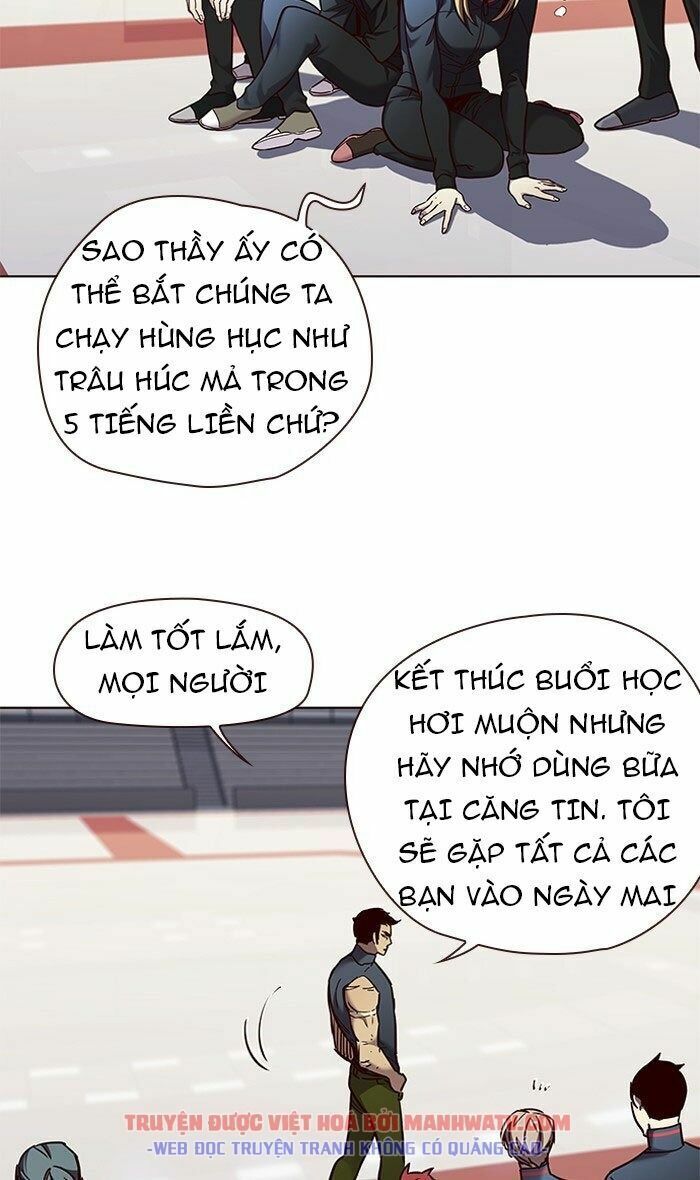 SAO THẦY ẤY CÓ
THỂ BẮT CHÚNG TA
CHẠY HÙNG HỤC NHƯ
TRÂU HÚC MẢ TRONG
5 TIẾNG LIỀN CHỨ?
LÀM TỐT LẮM,
MỌI NGƯỜI
KẾT THÚC BUỔI HỌC
HƠI MUỘN NHƯNG
HÃY NHỚ DÙNG BỮA
TẠI CĂNG TIN. TÔI
SẼ GẶP TẤT CẢ CÁC
BẠN VÀO NGÀY MAI
TRUYỆN ĐƯỢC VIỆT HOÁ BỞI MANHWATV.COM
-WEB ĐỌC TRUYỆN TRANH KHÔNG CÓ QUẢNG CÁO-